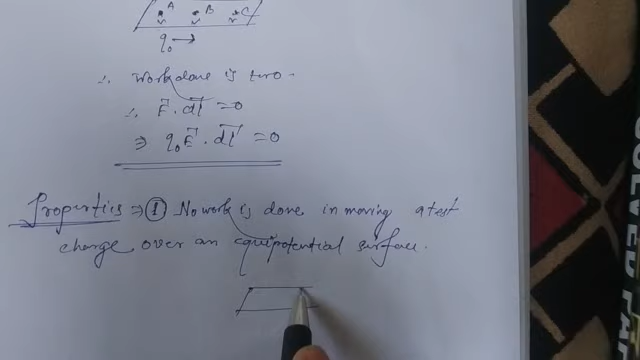 A B C
q₀ →
∴ Work done is zero.
∴ F⃗ . dl⃗ = 0
⇒ q₀E⃗ . dl⃗ = 0
Properties ⇒ ① No work is done in moving a test
charge over an equipotential surface.